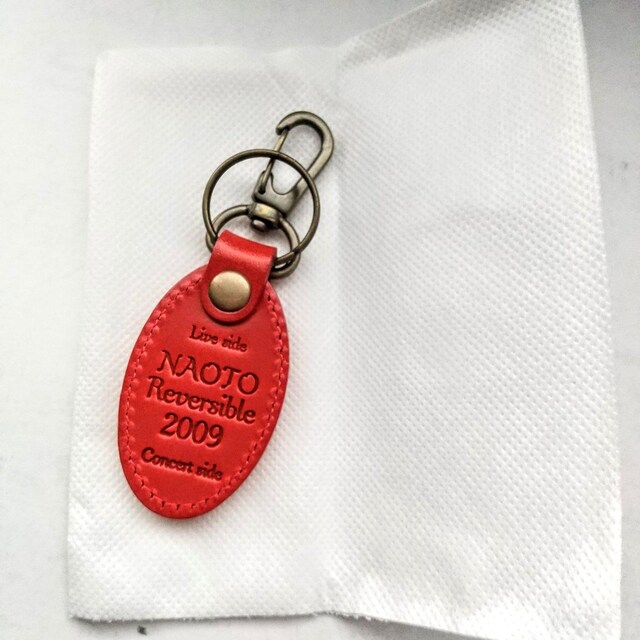 Live side
NAOTO
Reversible
2009
Concert side